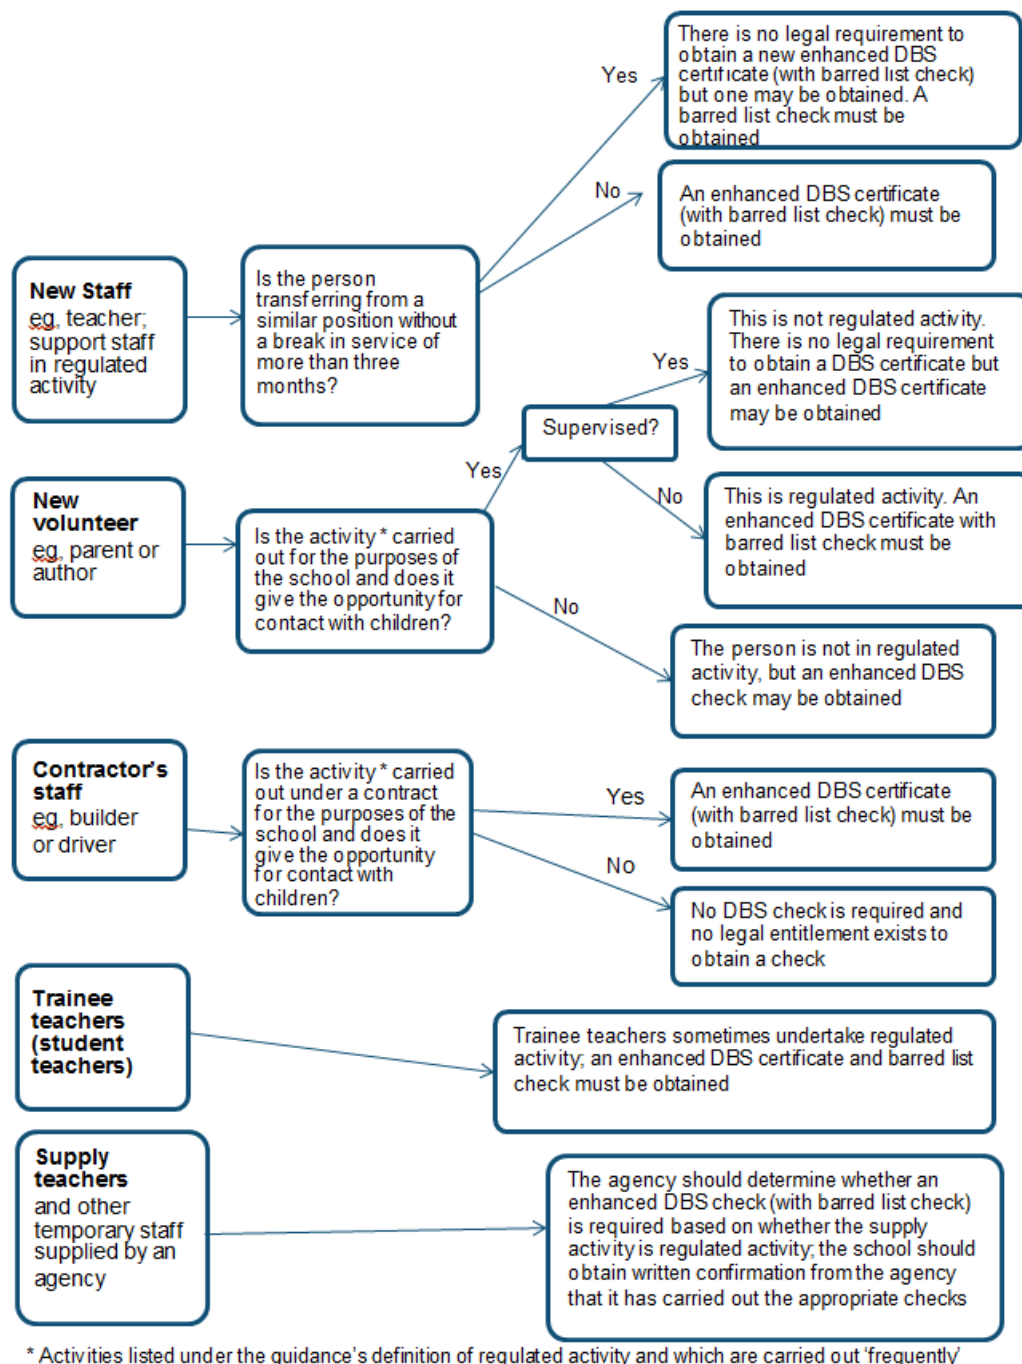 There is no legal requirement to
obtain a new enhanced DBS
certificate (with barred list check)
but one may be obtained. A
barred list check must be
obtained
Yes
No
An enhanced DBS certificate
(with barred list check) must be
obtained
New Staff
eg, teacher;
support staff
in regulated
activity
Is the person
transferring from a
similar position without
a break in service of
more than three
months?
This is not regulated activity.
There is no legal requirement
to obtain a DBS certificate but
an enhanced DBS certificate
may be obtained
Yes
Supervised?
Yes
No
This is regulated activity. An
enhanced DBS certificate with
barred list check must be
obtained
New
volunteer
eg, parent or
author
Is the activity * carried
out for the purposes of
the school and does it
give the opportunity for
contact with children?
No
The person is not in regulated
activity, but an enhanced DBS
check may be obtained
Contractor's
staff
eg, builder
or driver
Is the activity * carried
out under a contract
for the purposes of the
school and does it
give the opportunity
for contact with
children?
Yes
An enhanced DBS certificate
(with barred list check) must be
obtained
No
No DBS check is required and
no legal entitlement exists to
obtain a check
Trainee
teachers
(student
teachers)
Trainee teachers sometimes undertake regulated
activity; an enhanced DBS certificate and barred list
check must be obtained
Supply
teachers
and other
temporary staff
supplied by an
agency
The agency should determine whether an
enhanced DBS check (with barred list check)
is required based on whether the supply
activity is regulated activity; the school should
obtain written confirmation from the agency
that it has carried out the appropriate checks
* Activities listed under the guidance's definition of regulated activity and which are carried out 'frequently'